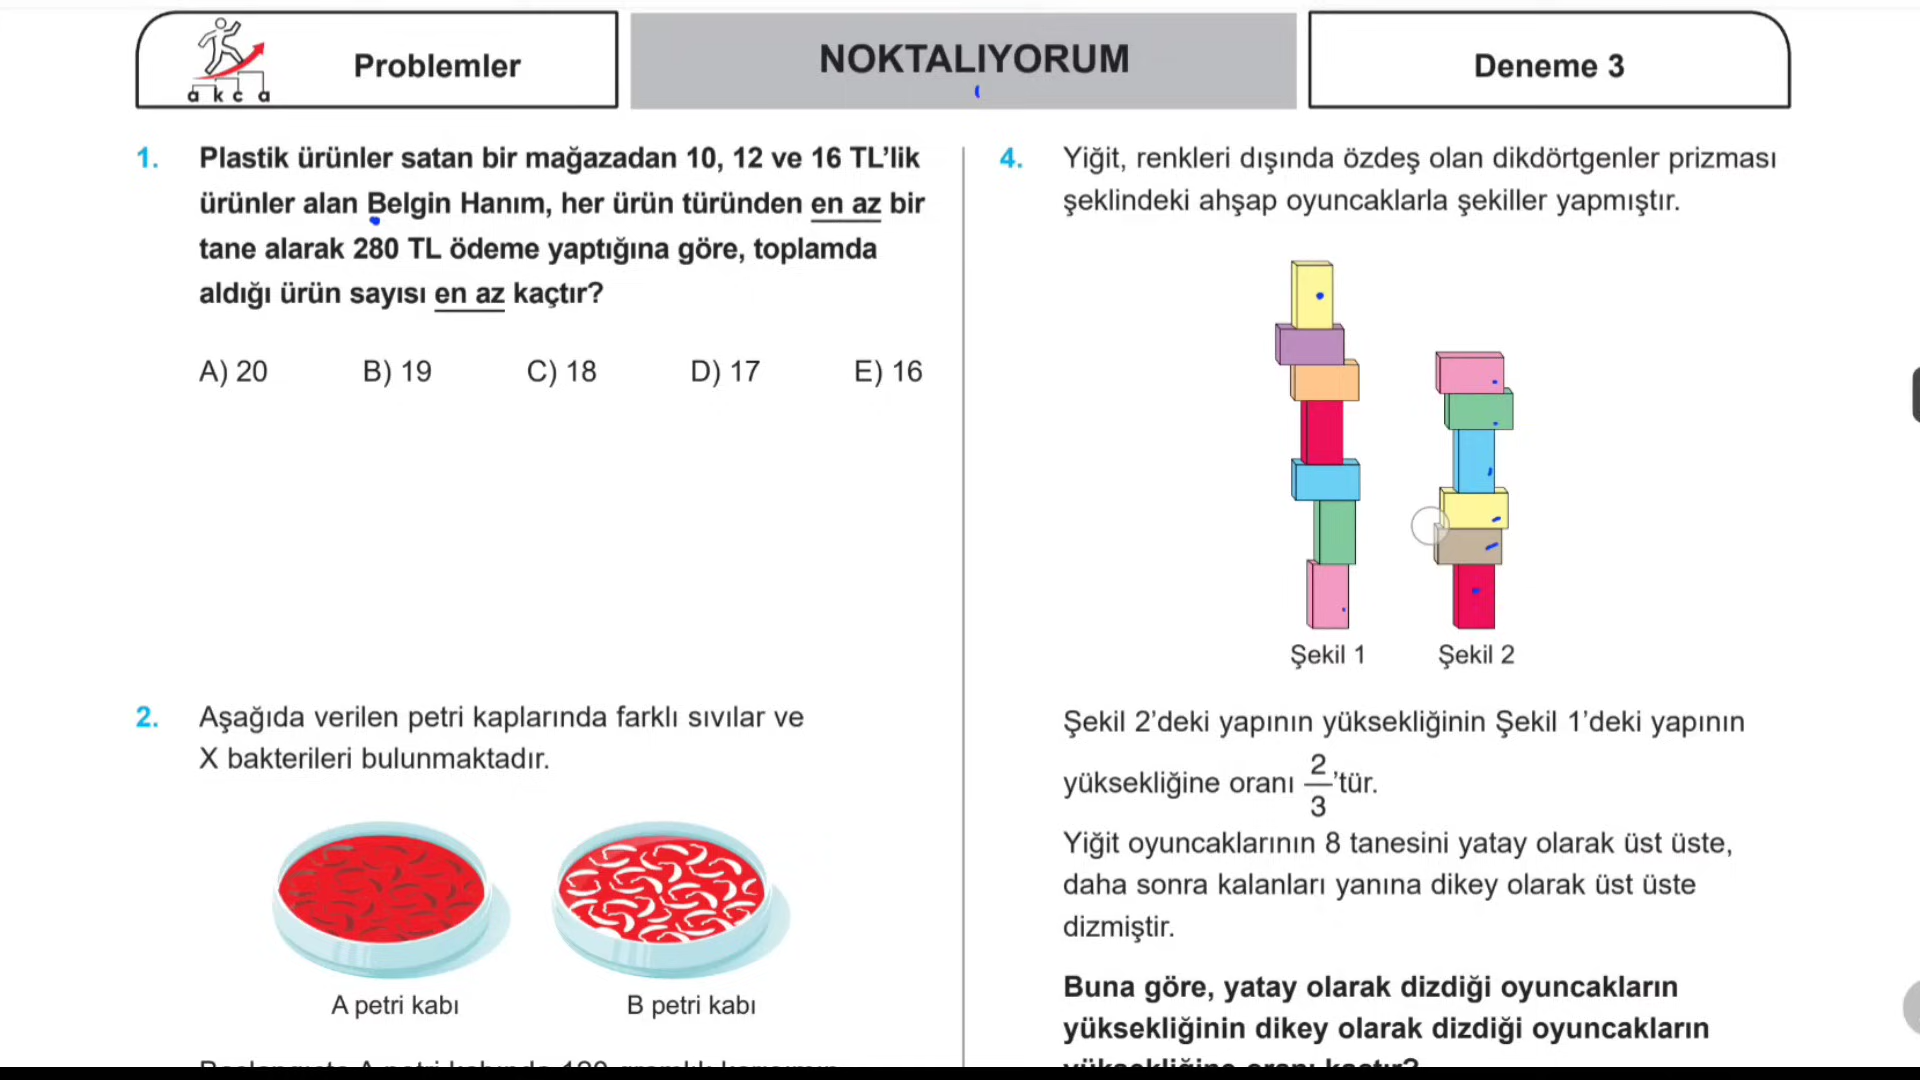 akca
Problemler
NOKTALIYORUM
Deneme 3
1. Plastik ürünler satan bir mağazadan 10, 12 ve 16 TL’lik
ürünler alan Belgin Hanım, her ürün türünden en az bir
tane alarak 280 TL ödeme yaptığına göre, toplamda
aldığı ürün sayısı en az kaçtır?
A) 20 B) 19 C) 18 D) 17 E) 16
2. Aşağıda verilen petri kaplarında farklı sıvılar ve
X bakterileri bulunmaktadır.
A petri kabı B petri kabı
4. Yiğit, renkleri dışında özdeş olan dikdörtgenler prizması
şeklindeki ahşap oyuncaklarla şekiller yapmıştır.
Şekil 1 Şekil 2
Şekil 2’deki yapının yüksekliğinin Şekil 1’deki yapının
yüksekliğine oranı 2/3’tür.
Yiğit oyuncaklarının 8 tanesini yatay olarak üst üste,
daha sonra kalanları yanına dikey olarak üst üste
dizmiştir.
Buna göre, yatay olarak dizdiği oyuncakların
yüksekliğinin dikey olarak dizdiği oyuncakların
yüksekliğine oranı kaçtır?